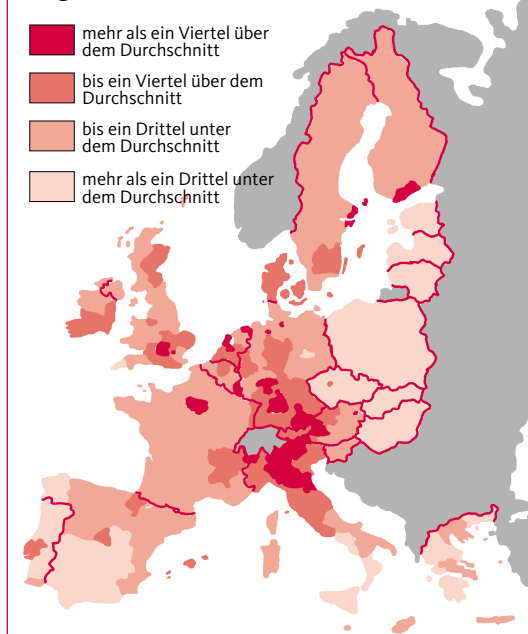 mehr als ein Viertel über
dem Durchschnitt
bis ein Viertel über dem
Durchschnitt
bis ein Drittel unter
dem Durchschnitt
mehr als ein Drittel unter
dem Durchschnitt